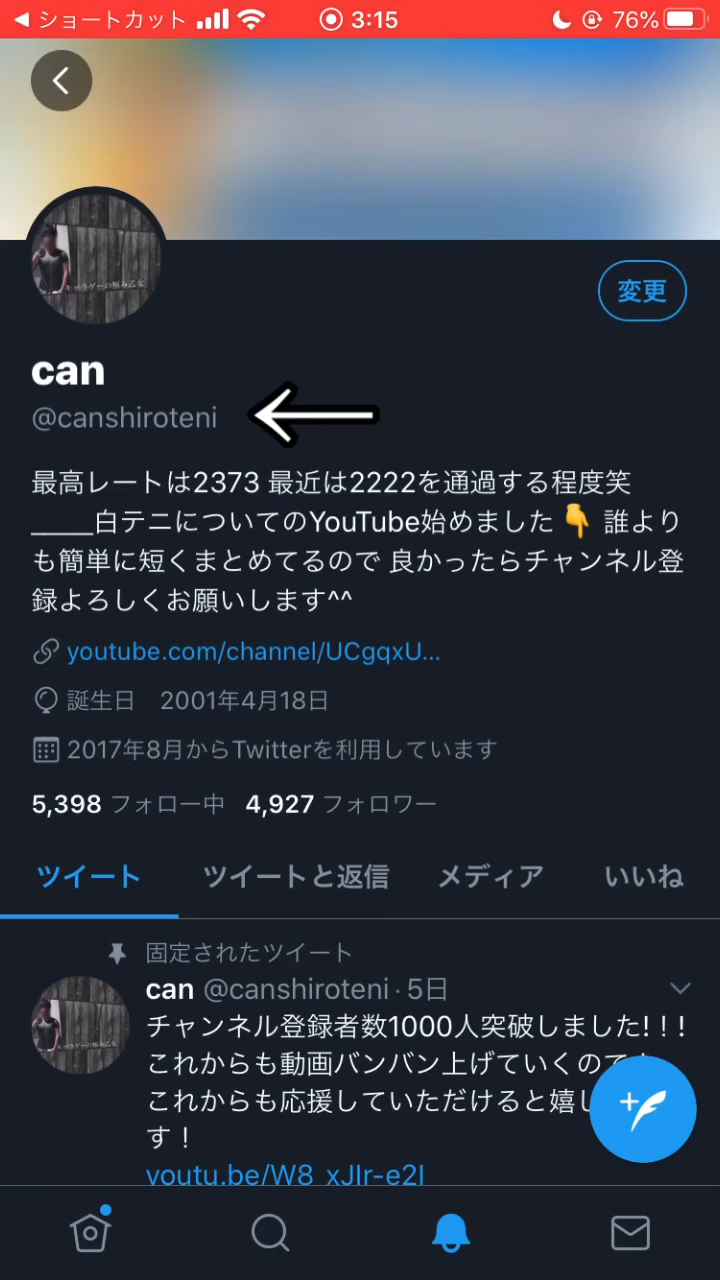 ショートカット 3:15 76%
変更
can
@canshiroteni
最高レートは2373 最近は2222を通過する程度笑
_____白テニについてのYouTube始めました👇 誰より
も簡単に短くまとめてるので 良かったらチャンネル登
録よろしくお願いします^^
youtube.com/channel/UCgqxU...
誕生日 2001年4月18日
2017年8月からTwitterを利用しています
5,398 フォロー中 4,927 フォロワー
ツイート ツイートと返信 メディア いいね
固定されたツイート
can @canshiroteni · 5日
チャンネル登録者数1000人突破しました!!!
これからも動画バンバン上げていくので
これからも応援していただけると嬉し
す！
youtu.be/W8_xJIr-e2I